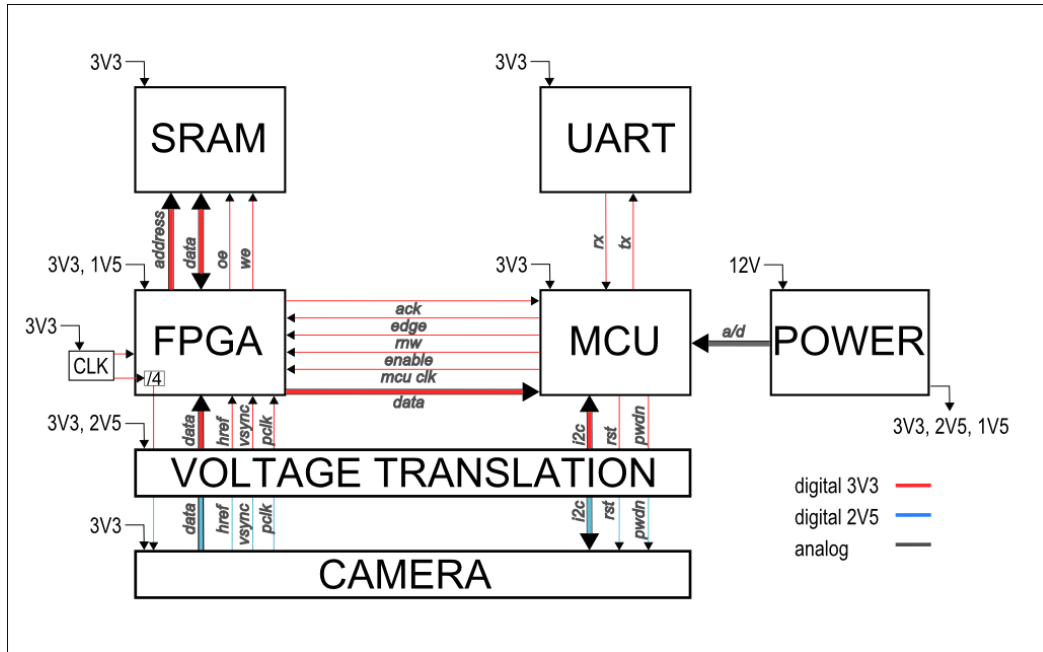 3V3
3V3
SRAM
UART
address
data
oe
we
rx
tx
3V3, 1V5
3V3
12V
ack
edge
rnw
enable
mcu clk
data
FPGA
MCU
a/d
POWER
3V3
CLK
/4
3V3, 2V5
data
href
vsync
pclk
i2c
rst
pwdn
3V3, 2V5, 1V5
VOLTAGE TRANSLATION
data
href
vsync
pclk
i2c
rst
pwdn
3V3
CAMERA
digital 3V3
digital 2V5
analog